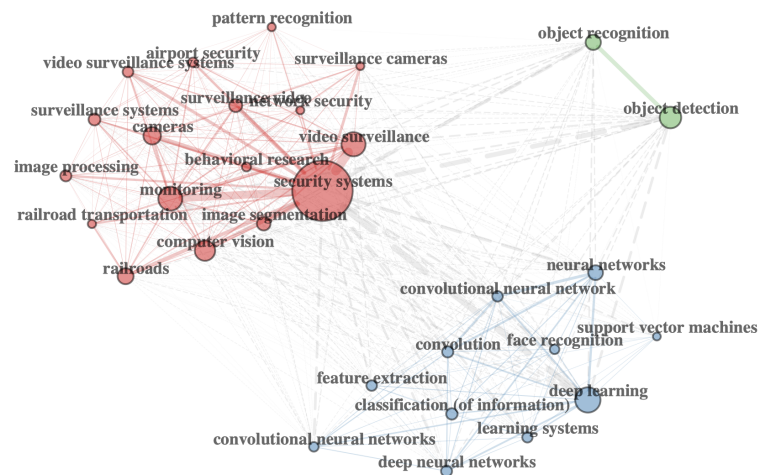 pattern recognition
object recognition
airport security
video surveillance systems
surveillance cameras
surveillance video
network security
object detection
surveillance systems
cameras
video surveillance
behavioral research
image processing
security systems
monitoring
railroad transportation
image segmentation
computer vision
railroads
neural networks
convolutional neural network
support vector machines
convolution
face recognition
feature extraction
deep learning
classification (of information)
learning systems
convolutional neural networks
deep neural networks